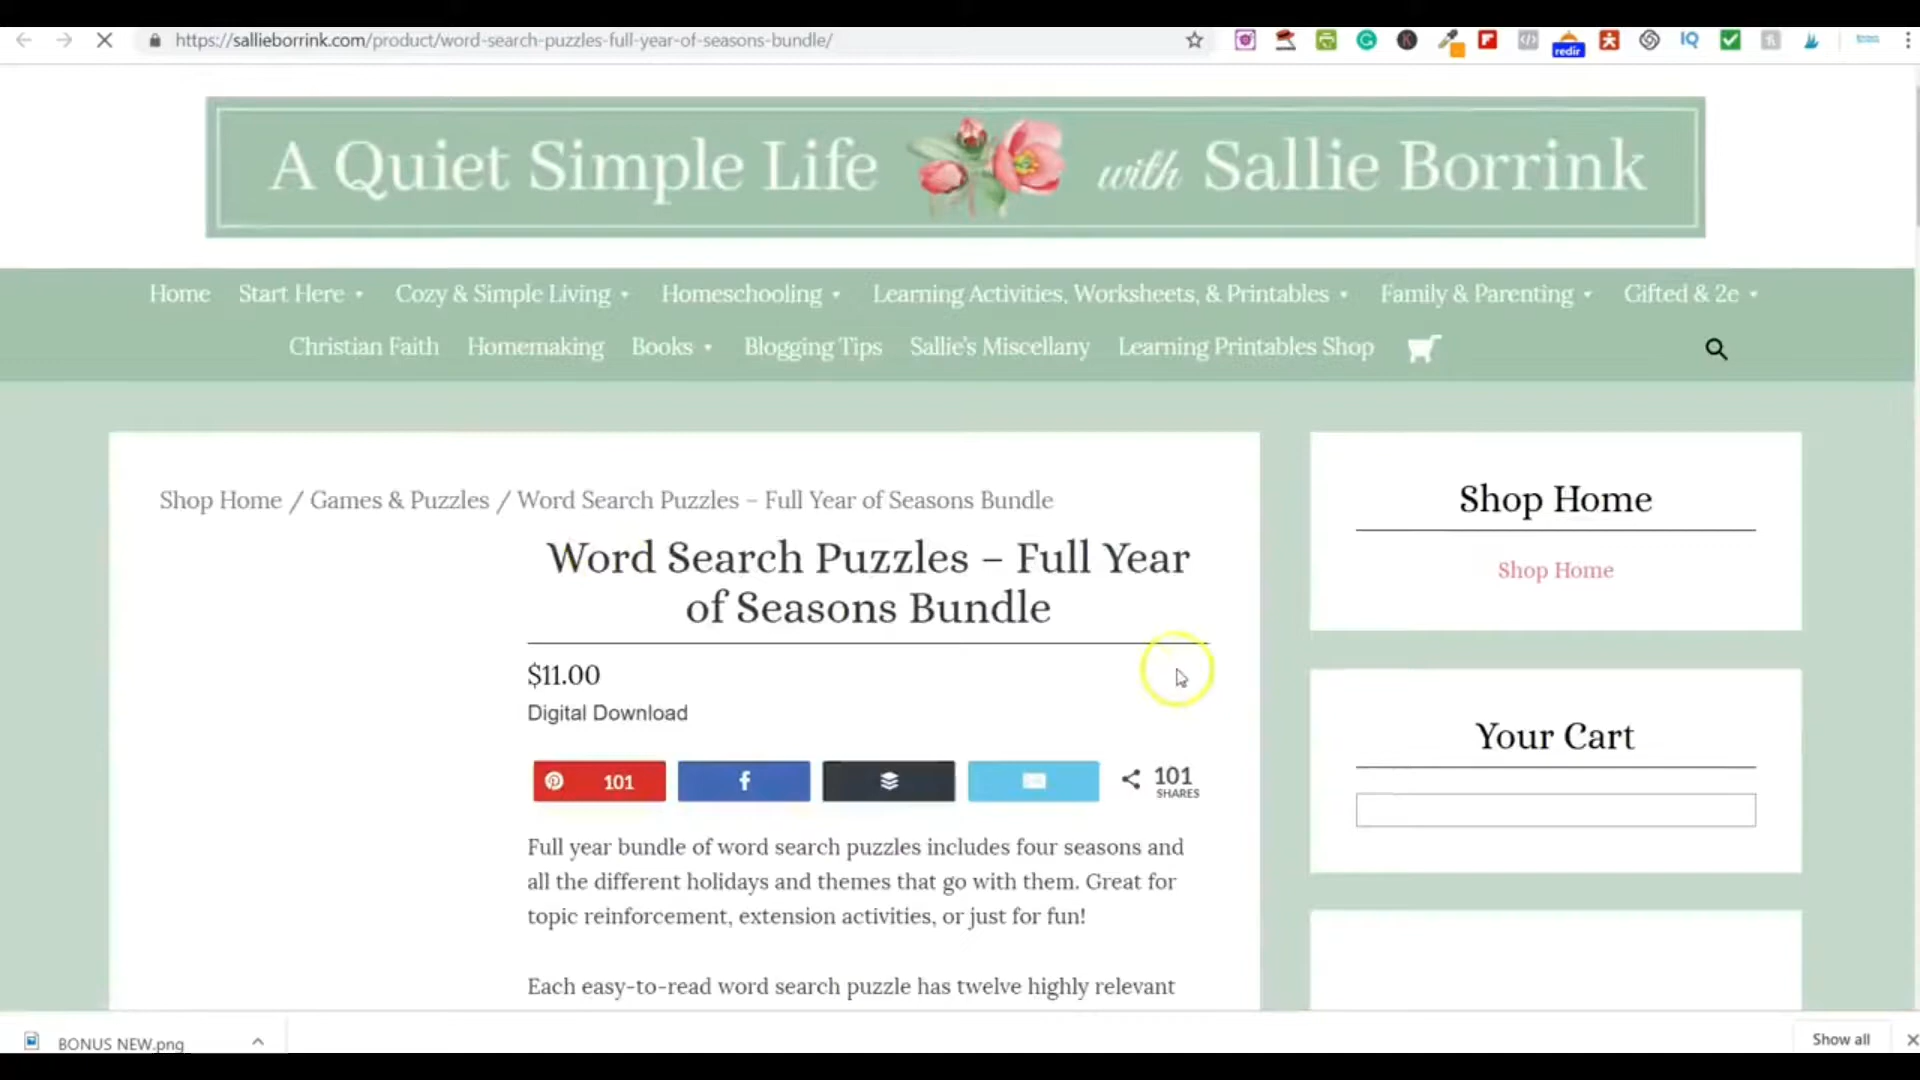 https://sallieborrink.com/product/word-search-puzzles-full-year-of-seasons-bundle/
redir
IQ
A Quiet Simple Life with Sallie Borrink
Home Start Here Cozy & Simple Living Homeschooling Learning Activities, Worksheets, & Printables Family & Parenting Gifted & 2e
Christian Faith Homemaking Books Blogging Tips Sallie's Miscellany Learning Printables Shop
Shop Home / Games & Puzzles / Word Search Puzzles – Full Year of Seasons Bundle
Word Search Puzzles – Full Year
of Seasons Bundle
$11.00
Digital Download
101
101
SHARES
Full year bundle of word search puzzles includes four seasons and
all the different holidays and themes that go with them. Great for
topic reinforcement, extension activities, or just for fun!
Each easy-to-read word search puzzle has twelve highly relevant
Shop Home
Shop Home
Your Cart
BONUS NEW.png
Show all